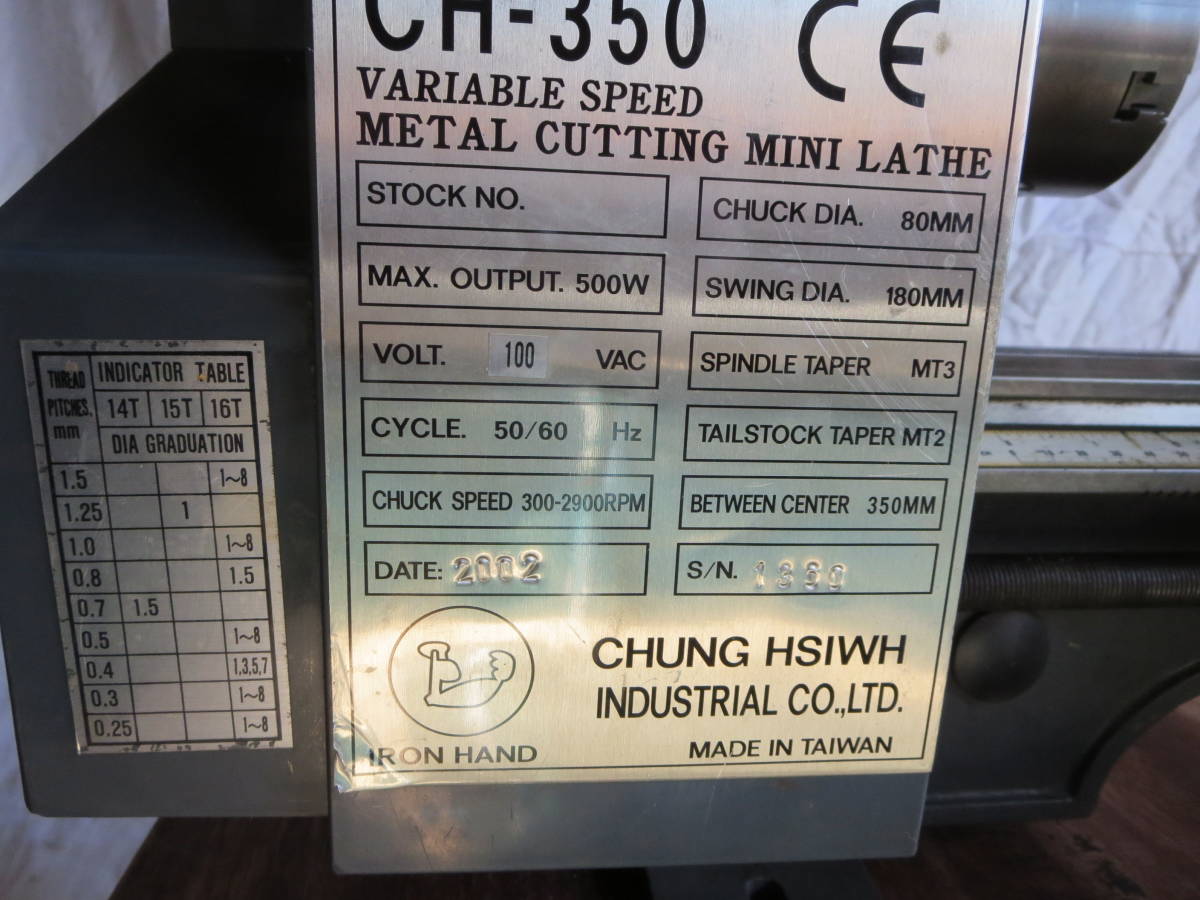 CH-350 CE
VARIABLE SPEED
METAL CUTTING MINI LATHE
STOCK NO.
MAX. OUTPUT. 500W
VOLT. 100 VAC
CYCLE. 50/60 Hz
CHUCK SPEED 300-2900RPM
DATE: 2002
CHUCK DIA. 80MM
SWING DIA. 180MM
SPINDLE TAPER MT3
TAILSTOCK TAPER MT2
BETWEEN CENTER 350MM
S/N.
IRON HAND
CHUNG HSIWH
INDUSTRIAL CO.,LTD.
MADE IN TAIWAN
THREAD PITCHES. mm
INDICATOR TABLE
14T 15T 16T
DIA GRADUATION
1.5 1~8
1.25 1
1.0 1~8
0.8 1.5
0.7 1.5
0.5 1~8
0.4 1,3,5,7
0.3 1~8
0.25 1~8